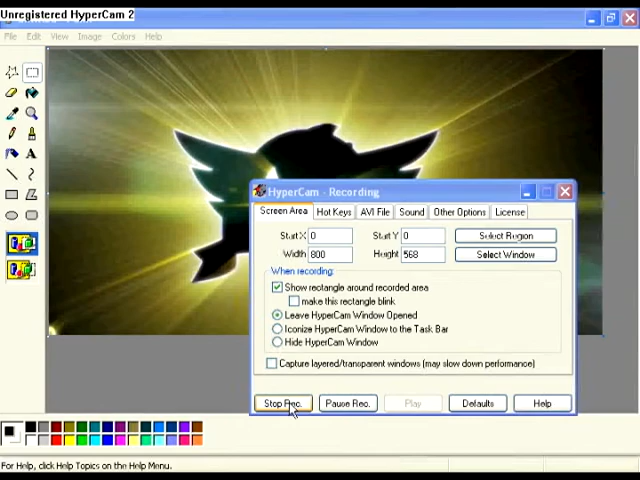 Unregistered HyperCam 2
File Edit View Image Colors Help
HyperCam - Recording
Screen Area Hot Keys AVI File Sound Other Options License
Start X 0 Start Y 0 Select Region
Width 800 Height 568 Select Window
When recording:
Show rectangle around recorded area
make this rectangle blink
Leave HyperCam Window Opened
Iconize HyperCam Window to the Task Bar
Hide HyperCam Window
Capture layered/transparent windows (may slow down performance)
Stop Rec. Pause Rec. Play Defaults Help
For Help, click Help Topics on the Help Menu.